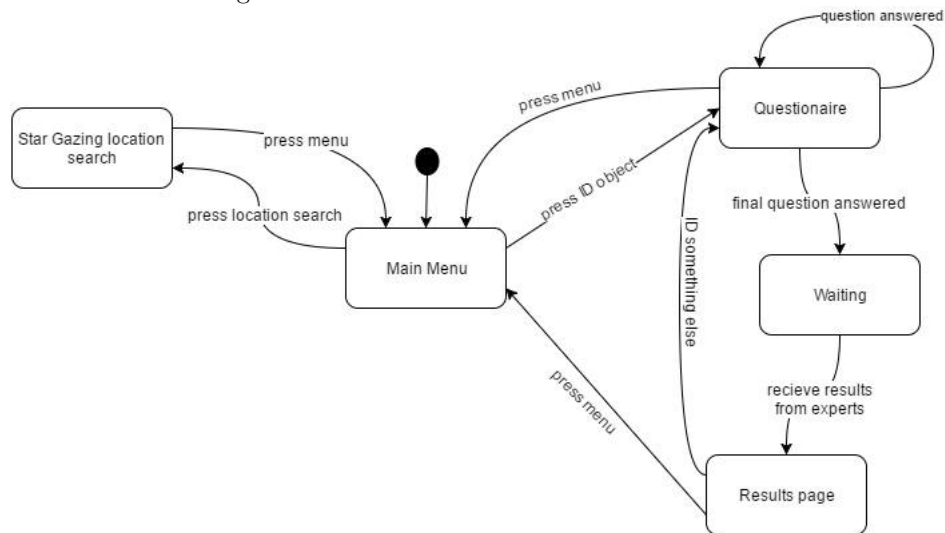 question answered
press menu
Questionaire
Star Gazing location
search
press menu
press ID object
press location search
final question answered
ID something else
Main Menu
Waiting
press menu
recieve results
from experts
Results page